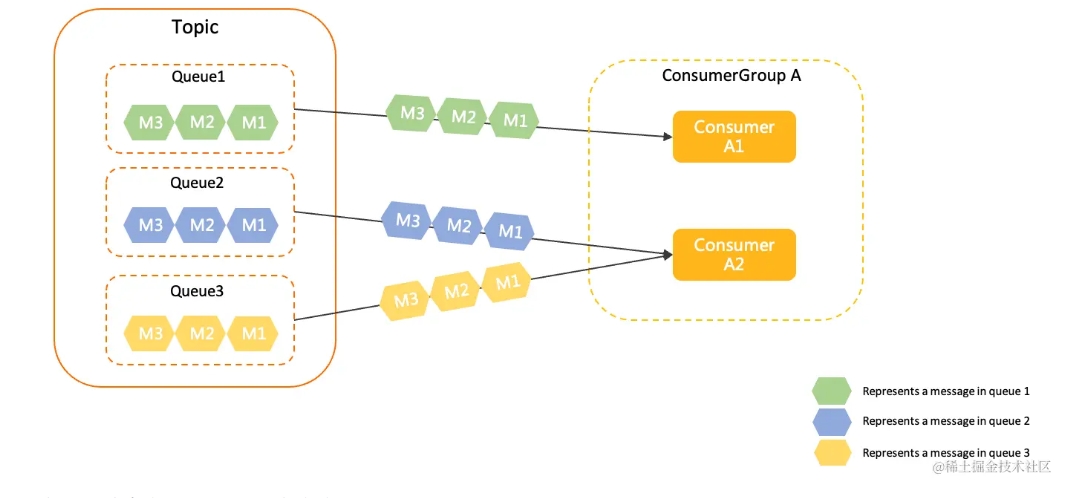 Topic
Queue1
M3 M2 M1
M3 M2 M1
ConsumerGroup A
Consumer
A1
Queue2
M3 M2 M1
M3 M2 M1
Consumer
A2
Queue3
M3 M2 M1
M3 M2 M1
Represents a message in queue 1
Represents a message in queue 2
Represents a message in queue 3
@稀土掘金技术社区